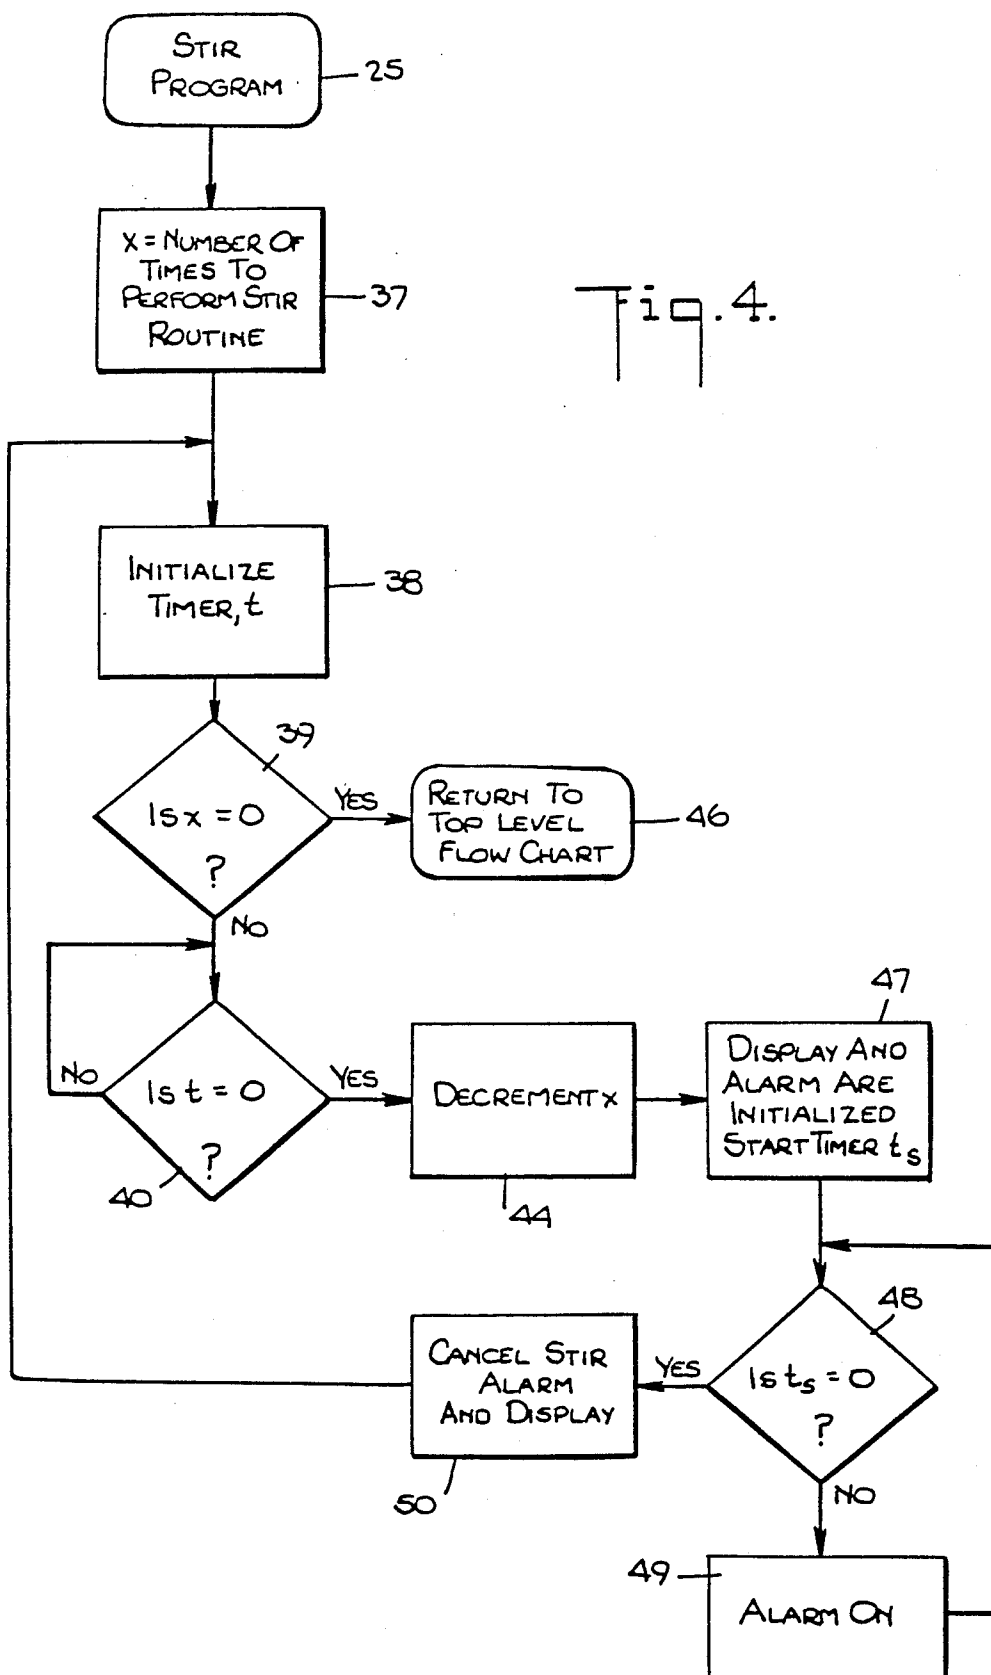 STIR
PROGRAM
25
X = NUMBER OF
TIMES TO
PERFORM STIR
ROUTINE
37
Fig. 4.
INITIALIZE
TIMER, t
38
39
Is x = 0
?
YES
RETURN TO
TOP LEVEL
FLOW CHART
46
NO
Is t = 0
?
NO
YES
40
DECREMENT x
44
47
DISPLAY AND
ALARM ARE
INITIALIZED
START TIMER ts
48
Is ts = 0
?
YES
CANCEL STIR
ALARM
AND DISPLAY
50
NO
49
ALARM ON